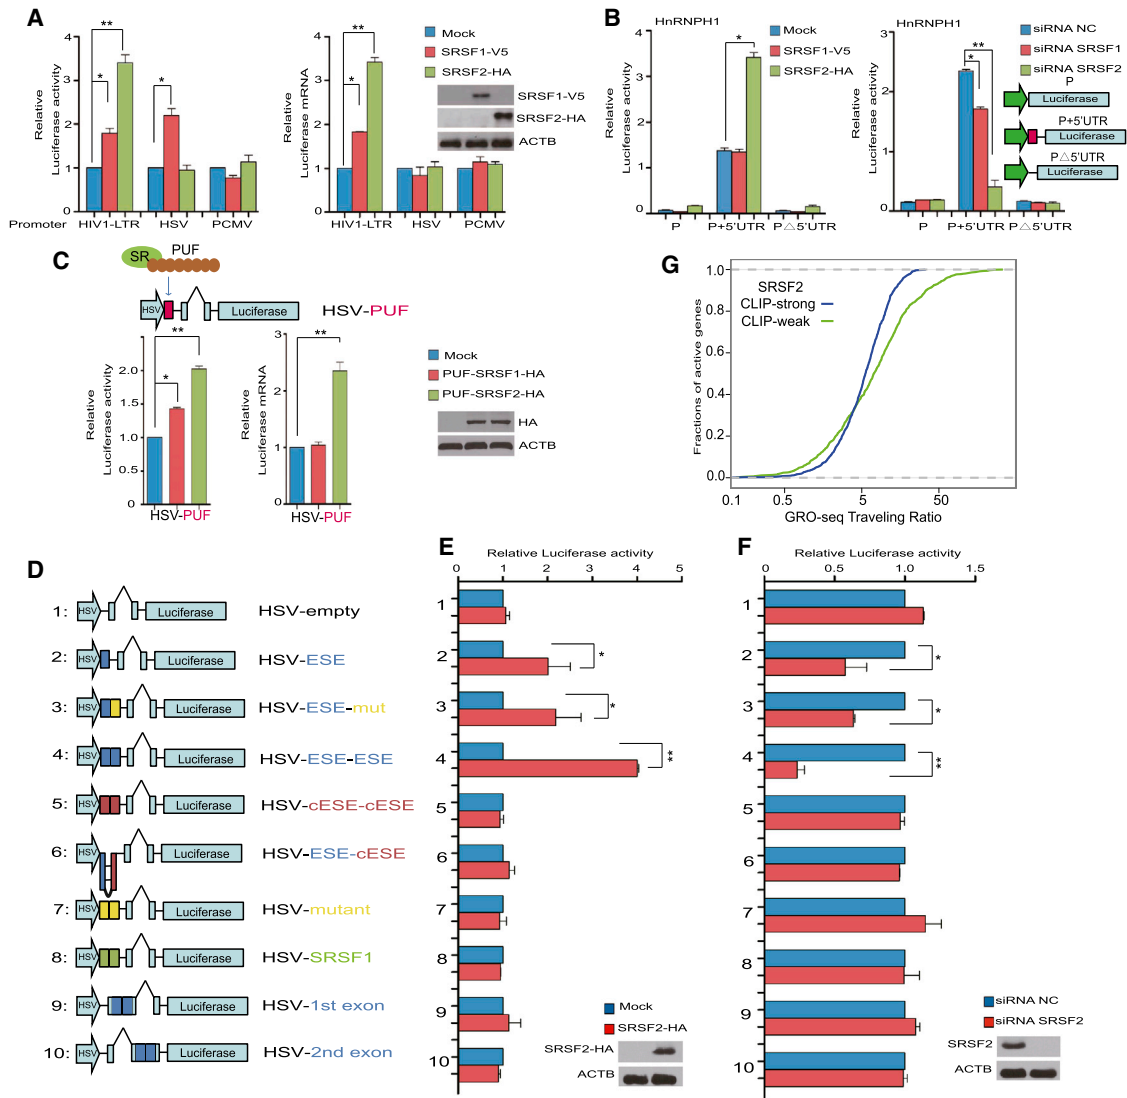 A
Relative
Luciferase activity
4
3
2
1
0
**
*
*
Promoter
HIV1-LTR
HSV
PCMV
Relative
Luciferase mRNA
4
3
2
1
0
**
*
HIV1-LTR
HSV
PCMV
Mock
SRSF1-V5
SRSF2-HA
SRSF1-V5
SRSF2-HA
ACTB
B
HnRNPH1
Relative
Luciferase activity
4
3
2
1
0
*
P
P+5'UTR
P△5'UTR
Mock
SRSF1-V5
SRSF2-HA
HnRNPH1
Relative
Luciferase activity
3
2
1
0
**
*
P
P+5'UTR
P△5'UTR
siRNA NC
siRNA SRSF1
siRNA SRSF2
P
Luciferase
P+5'UTR
Luciferase
P△5'UTR
Luciferase
C
SR
PUF
HSV
Luciferase
HSV-PUF
Relative
Luciferase activity
2.0
1.5
1.0
0.5
0
**
*
HSV-PUF
Relative
Luciferase mRNA
3
2
1
0
**
HSV-PUF
Mock
PUF-SRSF1-HA
PUF-SRSF2-HA
HA
ACTB
G
Fractions of active genes
1.0
0.8
0.6
0.4
0.2
0.0
SRSF2
CLIP-strong
CLIP-weak
0.1
0.5
5
50
GRO-seq Traveling Ratio
D
1: HSV Luciferase HSV-empty
2: HSV Luciferase HSV-ESE
3: HSV Luciferase HSV-ESE-mut
4: HSV Luciferase HSV-ESE-ESE
5: HSV Luciferase HSV-cESE-cESE
6: HSV Luciferase HSV-ESE-cESE
7: HSV Luciferase HSV-mutant
8: HSV Luciferase HSV-SRSF1
9: HSV Luciferase HSV-1st exon
10: HSV Luciferase HSV-2nd exon
E
Relative Luciferase activity
0 1 2 3 4 5
1
2
*
3
*
4
**
5
6
7
8
9
10
Mock
SRSF2-HA
SRSF2-HA
ACTB
F
Relative Luciferase activity
0 0.5 1.0 1.5
1
2
*
3
*
4
**
5
6
7
8
9
10
siRNA NC
siRNA SRSF2
SRSF2
ACTB